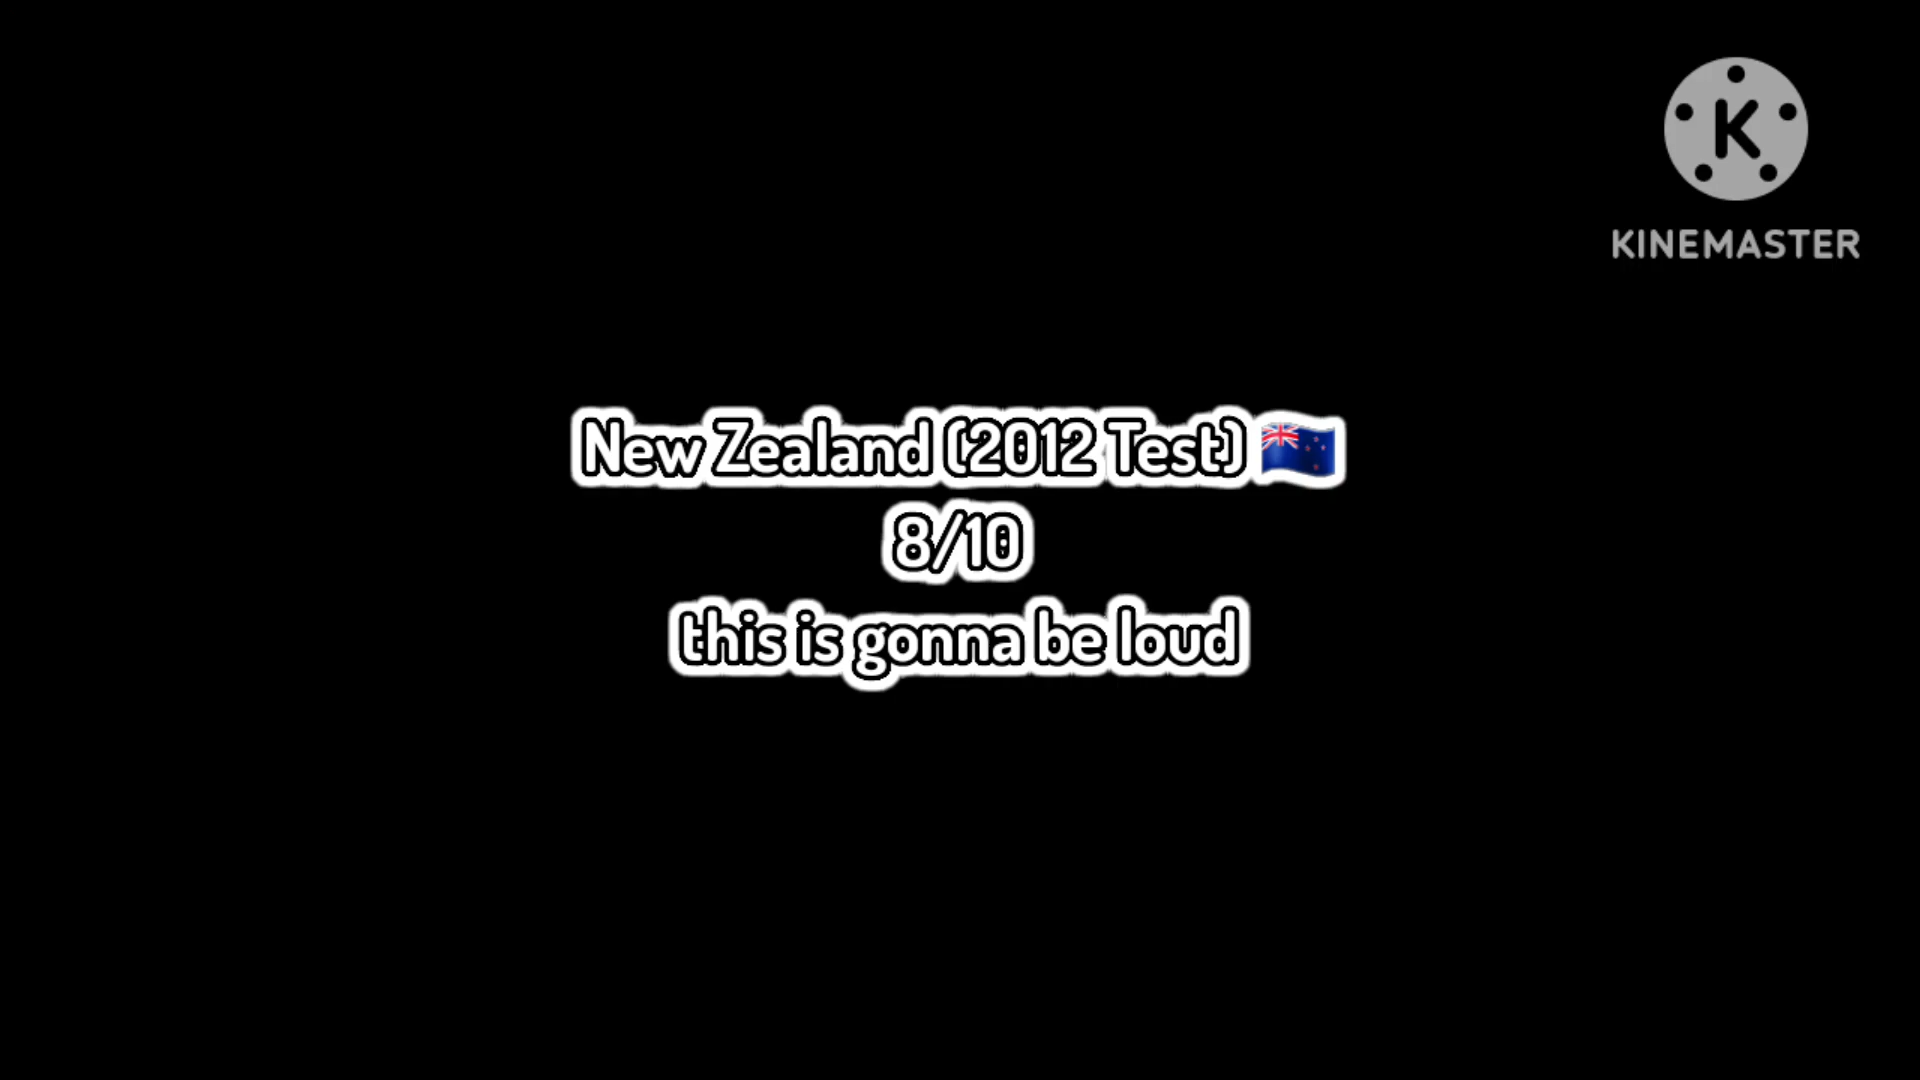 K
KINEMASTER
New Zealand (2012 Test) 🇳🇿
8/10
this is gonna be loud